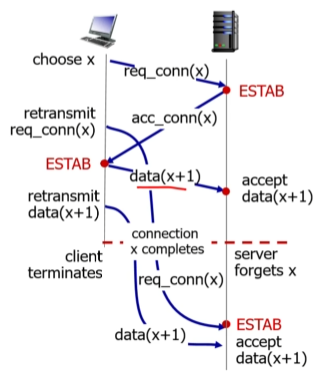 choose x
req_conn(x)
ESTAB
retransmit
req_conn(x)
acc_conn(x)
ESTAB
data(x+1)
accept
data(x+1)
retransmit
data(x+1)
connection
x completes
client
terminates
server
forgets x
req_conn(x)
ESTAB
data(x+1)
accept
data(x+1)